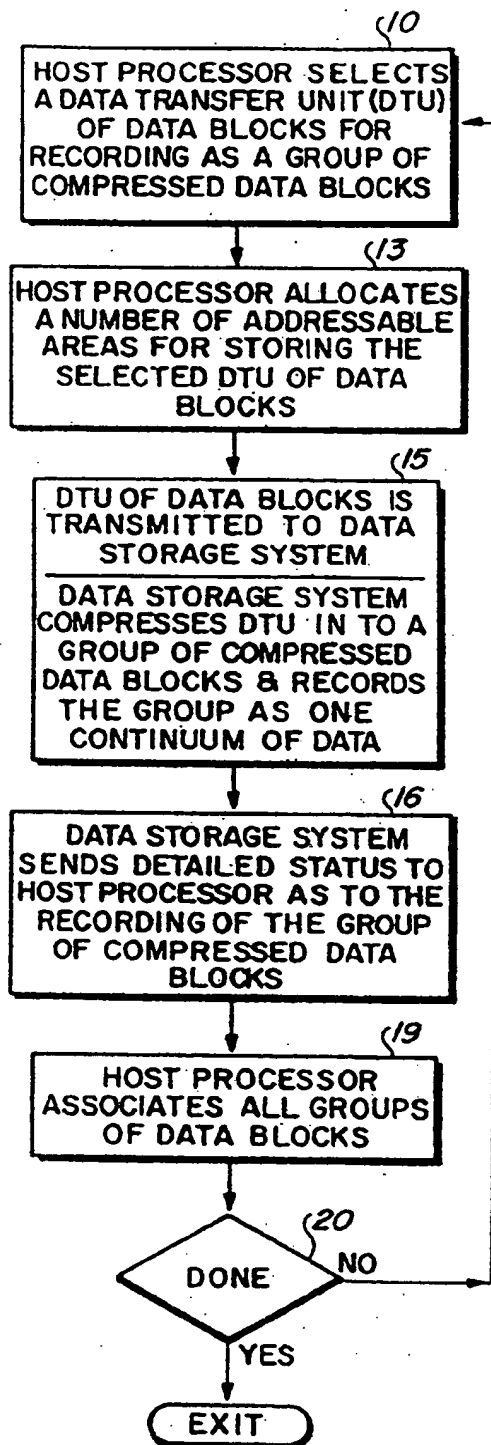 10
HOST PROCESSOR SELECTS
A DATA TRANSFER UNIT (DTU)
OF DATA BLOCKS FOR
RECORDING AS A GROUP OF
COMPRESSED DATA BLOCKS
13
HOST PROCESSOR ALLOCATES
A NUMBER OF ADDRESSABLE
AREAS FOR STORING THE
SELECTED DTU OF DATA
BLOCKS
15
DTU OF DATA BLOCKS IS
TRANSMITTED TO DATA
STORAGE SYSTEM
DATA STORAGE SYSTEM
COMPRESSES DTU IN TO A
GROUP OF COMPRESSED
DATA BLOCKS & RECORDS
THE GROUP AS ONE
CONTINUUM OF DATA
16
DATA STORAGE SYSTEM
SENDS DETAILED STATUS TO
HOST PROCESSOR AS TO THE
RECORDING OF THE GROUP
OF COMPRESSED DATA
BLOCKS
19
HOST PROCESSOR
ASSOCIATES ALL GROUPS
OF DATA BLOCKS
20
DONE
NO
YES
EXIT